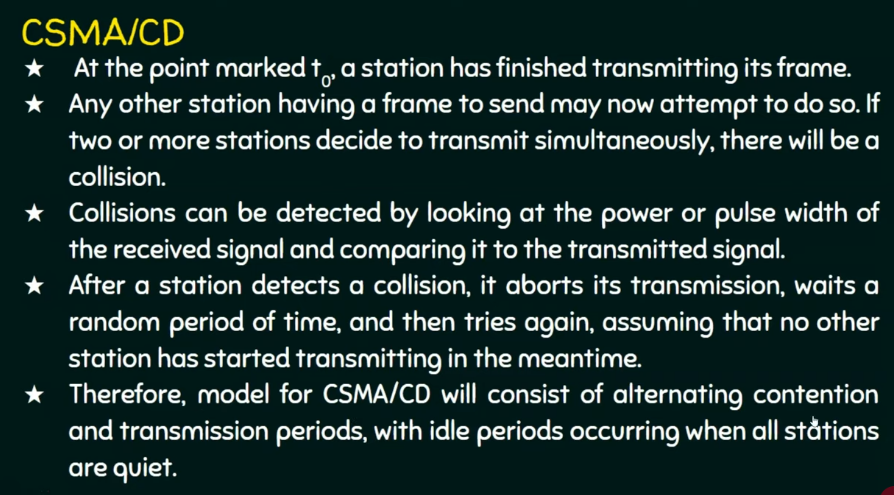 CSMA/CD
★ At the point marked t₀, a station has finished transmitting its frame.
★ Any other station having a frame to send may now attempt to do so. If
two or more stations decide to transmit simultaneously, there will be a
collision.
★ Collisions can be detected by looking at the power or pulse width of
the received signal and comparing it to the transmitted signal.
★ After a station detects a collision, it aborts its transmission, waits a
random period of time, and then tries again, assuming that no other
station has started transmitting in the meantime.
★ Therefore, model for CSMA/CD will consist of alternating contention
and transmission periods, with idle periods occurring when all stations
are quiet.